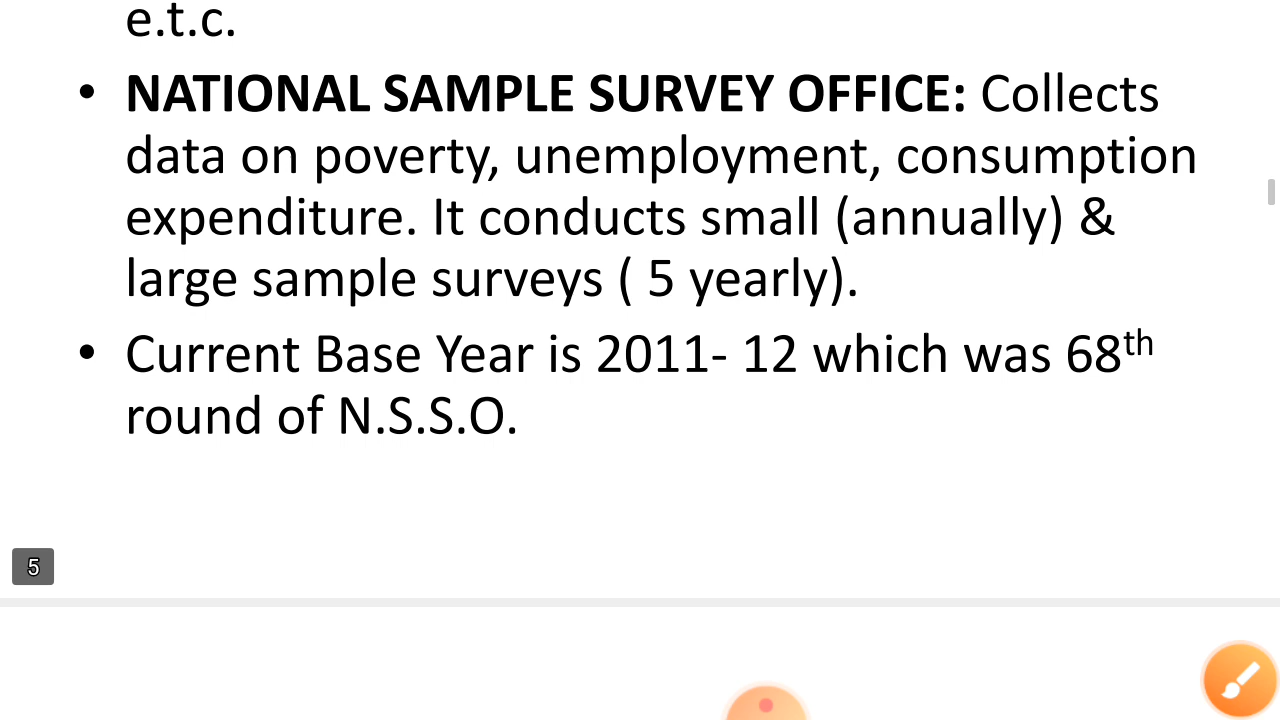 e.t.c.
• NATIONAL SAMPLE SURVEY OFFICE: Collects
data on poverty, unemployment, consumption
expenditure. It conducts small (annually) &
large sample surveys ( 5 yearly).
• Current Base Year is 2011- 12 which was 68th
round of N.S.S.O.
5